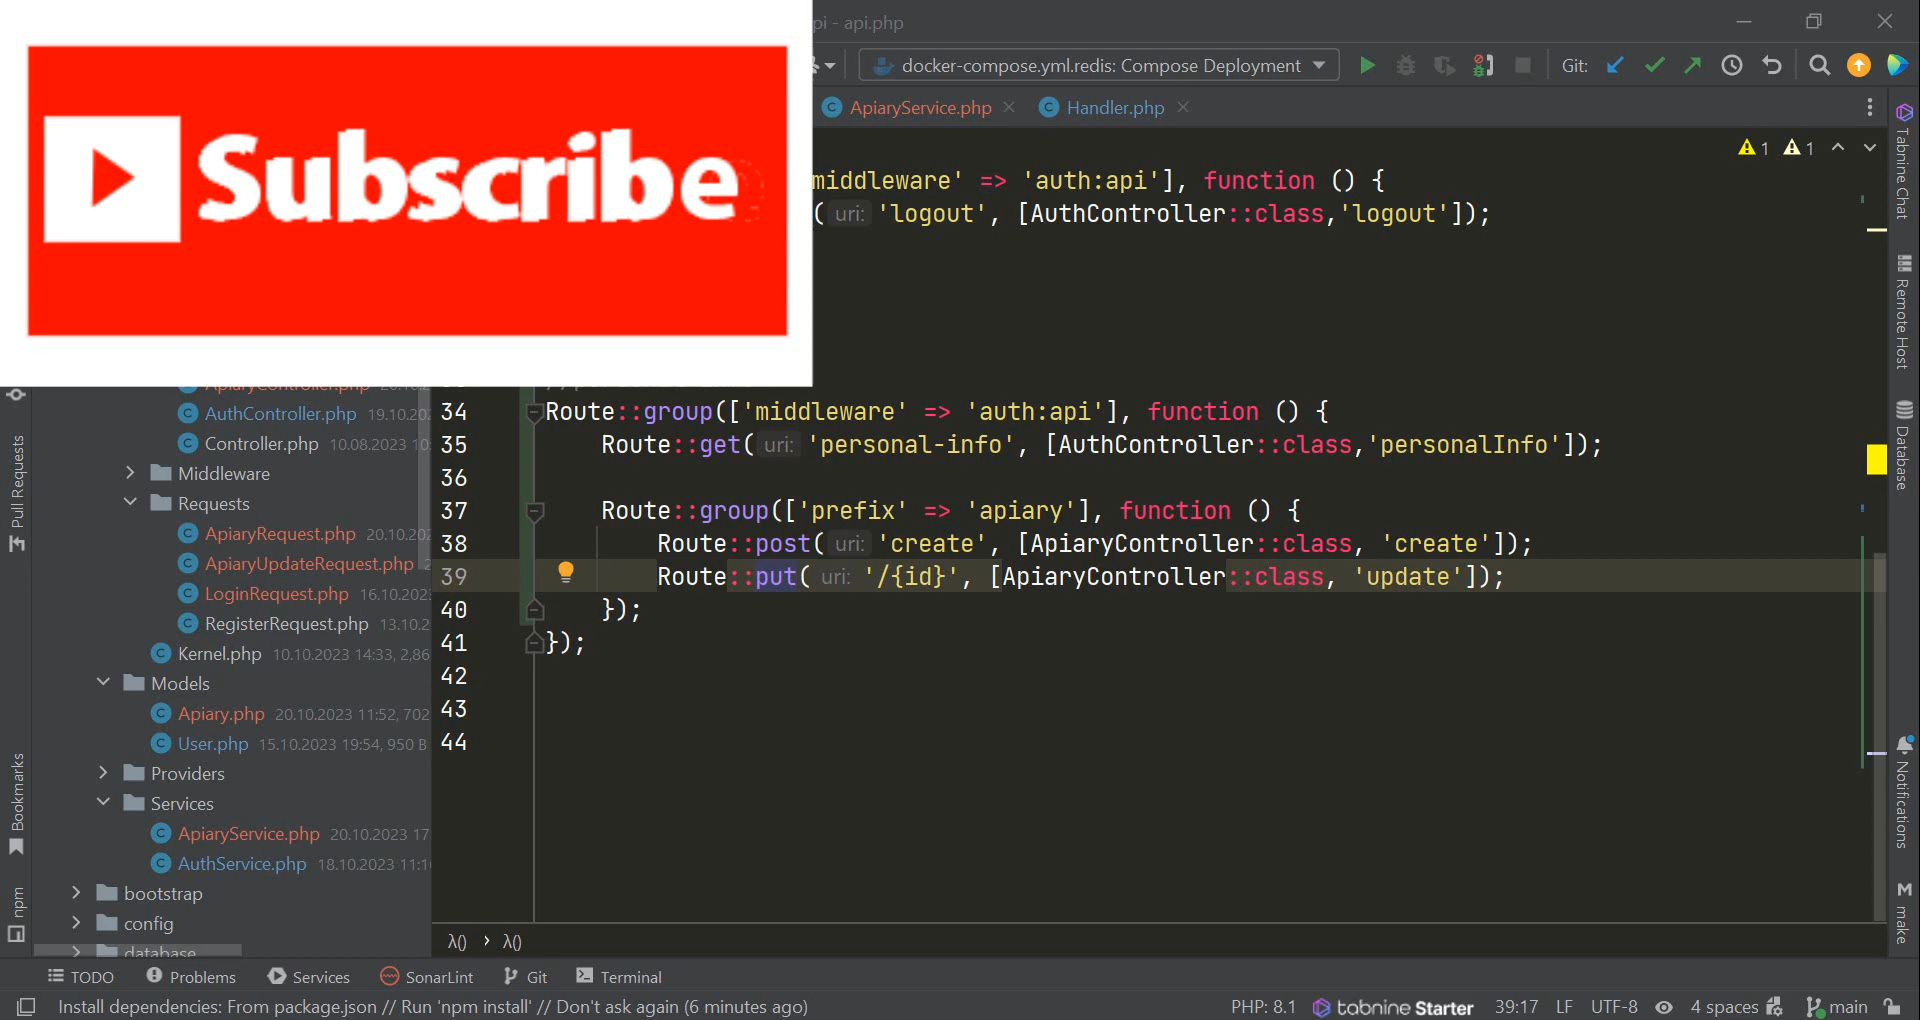 Subscribe
pi - api.php
docker-compose.yml.redis: Compose Deployment
Git:
ApiaryService.php
Handler.php
1 1
middleware' => 'auth:api'], function () {
( uri: 'logout', [AuthController::class,'logout']);
34 Route::group(['middleware' => 'auth:api'], function () {
35 Route::get( uri: 'personal-info', [AuthController::class,'personalInfo']);
36
37 Route::group(['prefix' => 'apiary'], function () {
38 Route::post( uri: 'create', [ApiaryController::class, 'create']);
39 Route::put( uri: '/{id}', [ApiaryController::class, 'update']);
40 });
41 });
42
43
44
AuthController.php 19.10.202
Controller.php 10.08.2023 10
Middleware
Requests
ApiaryRequest.php 20.10.202
ApiaryUpdateRequest.php 2
LoginRequest.php 16.10.202
RegisterRequest.php 13.10.2
Kernel.php 10.10.2023 14:33, 2,86
Models
Apiary.php 20.10.2023 11:52, 702
User.php 15.10.2023 19:54, 950 B
Providers
Services
ApiaryService.php 20.10.2023 17
AuthService.php 18.10.2023 11:1
bootstrap
config
database
Pull Requests
Bookmarks
npm
Tabnine Chat
Remote Host
Database
Notifications
make
λ() › λ()
TODO
Problems
Services
SonarLint
Git
Terminal
Install dependencies: From package.json // Run 'npm install' // Don't ask again (6 minutes ago)
PHP: 8.1
tabnine Starter
39:17
LF
UTF-8
4 spaces
main